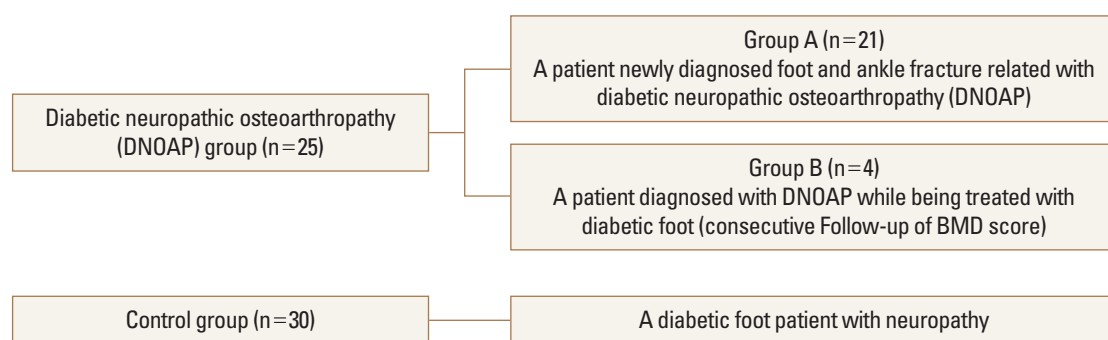 Diabetic neuropathic osteoarthropathy
(DNOAP) group (n=25)
Group A (n=21)
A patient newly diagnosed foot and ankle fracture related with
diabetic neuropathic osteoarthropathy (DNOAP)
Group B (n=4)
A patient diagnosed with DNOAP while being treated with
diabetic foot (consecutive Follow-up of BMD score)
Control group (n=30)
A diabetic foot patient with neuropathy